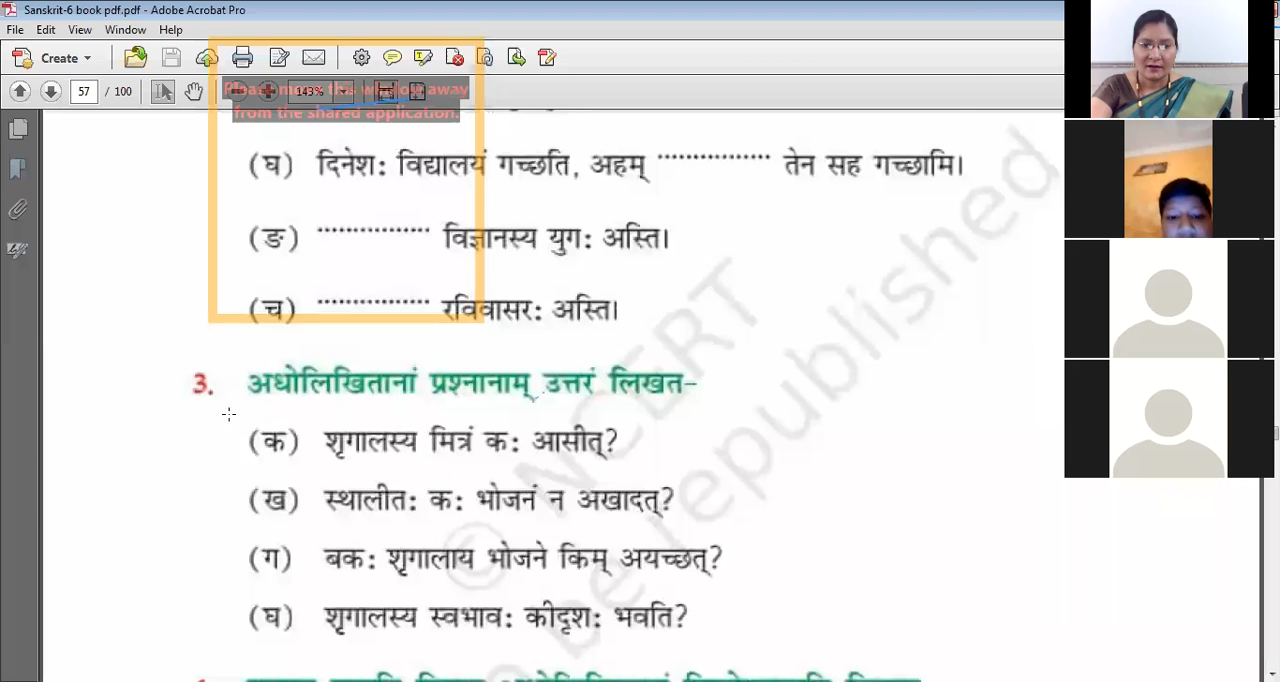 Sanskrit-6 book pdf.pdf - Adobe Acrobat Pro
File Edit View Window Help
Create
57 / 100 143%
Please move this window away
from the shared application.
(घ) दिनेशः विद्यालयं गच्छति, अहम् ................ तेन सह गच्छामि।
(ङ) ................ विज्ञानस्य युगः अस्ति।
(च) ................ रविवासरः अस्ति।
3. अधोलिखितानां प्रश्नानाम् उत्तरं लिखत-
(क) शृगालस्य मित्रं कः आसीत्?
(ख) स्थालीतः कः भोजनं न अखादत्?
(ग) बकः शृगालाय भोजने किम् अयच्छत्?
(घ) शृगालस्य स्वभावः कीदृशः भवति?
© NCERT
be republished